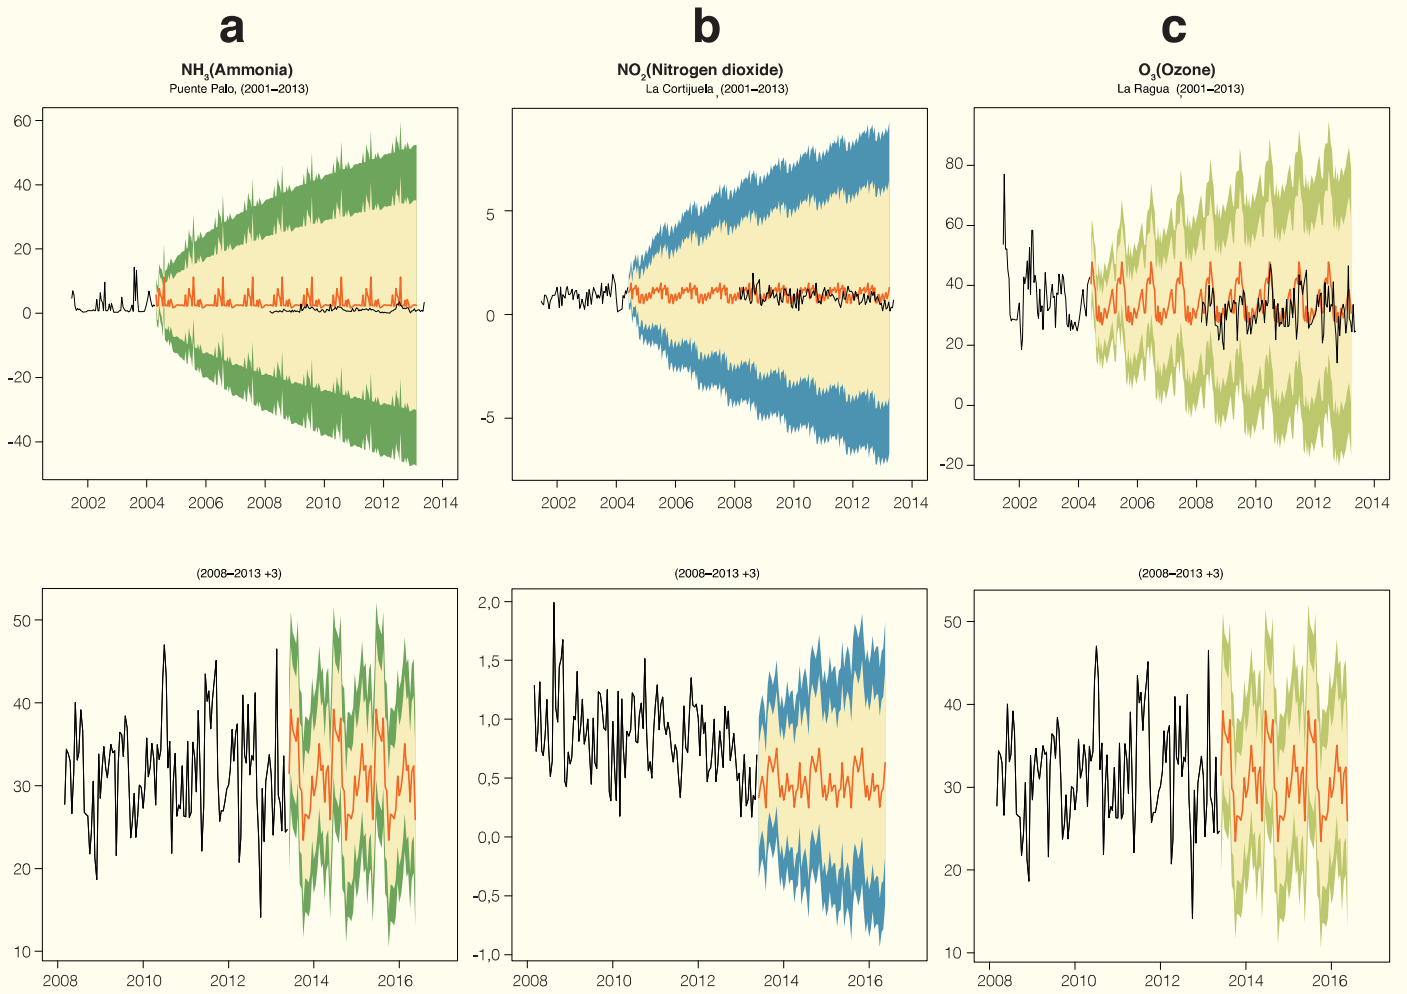 a
b
c
NH3(Ammonia)
Puente Palo, (2001–2013)
NO2(Nitrogen dioxide)
La Cortijuela, (2001–2013)
O3(Ozone)
La Ragua, (2001–2013)
60
40
20
0
-20
-40
2002 2004 2006 2008 2010 2012 2014
5
0
-5
2002 2004 2006 2008 2010 2012 2014
80
60
40
20
0
-20
2002 2004 2006 2008 2010 2012 2014
(2008–2013 +3)
50
40
30
20
10
2008 2010 2012 2014 2016
(2008–2013 +3)
2,0
1,5
1,0
0,5
0,0
-0,5
-1,0
2008 2010 2012 2014 2016
(2008–2013 +3)
50
40
30
20
10
2008 2010 2012 2014 2016